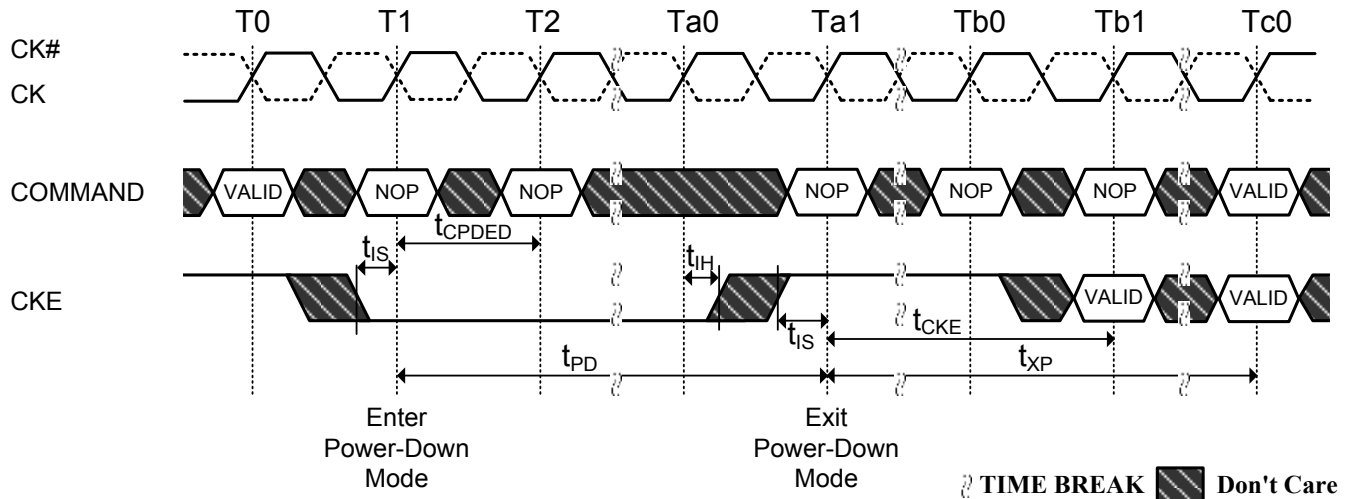 T0 T1 T2 Ta0 Ta1 Tb0 Tb1 Tc0
CK#
CK
COMMAND VALID NOP NOP NOP NOP NOP VALID
tCPDED
tIS tIH
CKE VALID VALID
tIS tCKE
tPD tXP
Enter Power-Down Mode
Exit Power-Down Mode
TIME BREAK Don't Care